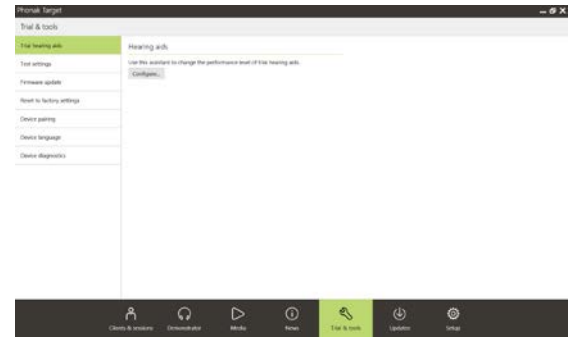 Phonak Target
Trial & tools
Trial hearing aids
Test settings
Firmware update
Reset to factory settings
Device pairing
Device language
Device diagnostics
Hearing aids
Use this assistant to change the performance level of trial hearing aids.
Configure...
Clients & sessions
Demonstrator
Media
News
Trial & tools
Updates
Setup